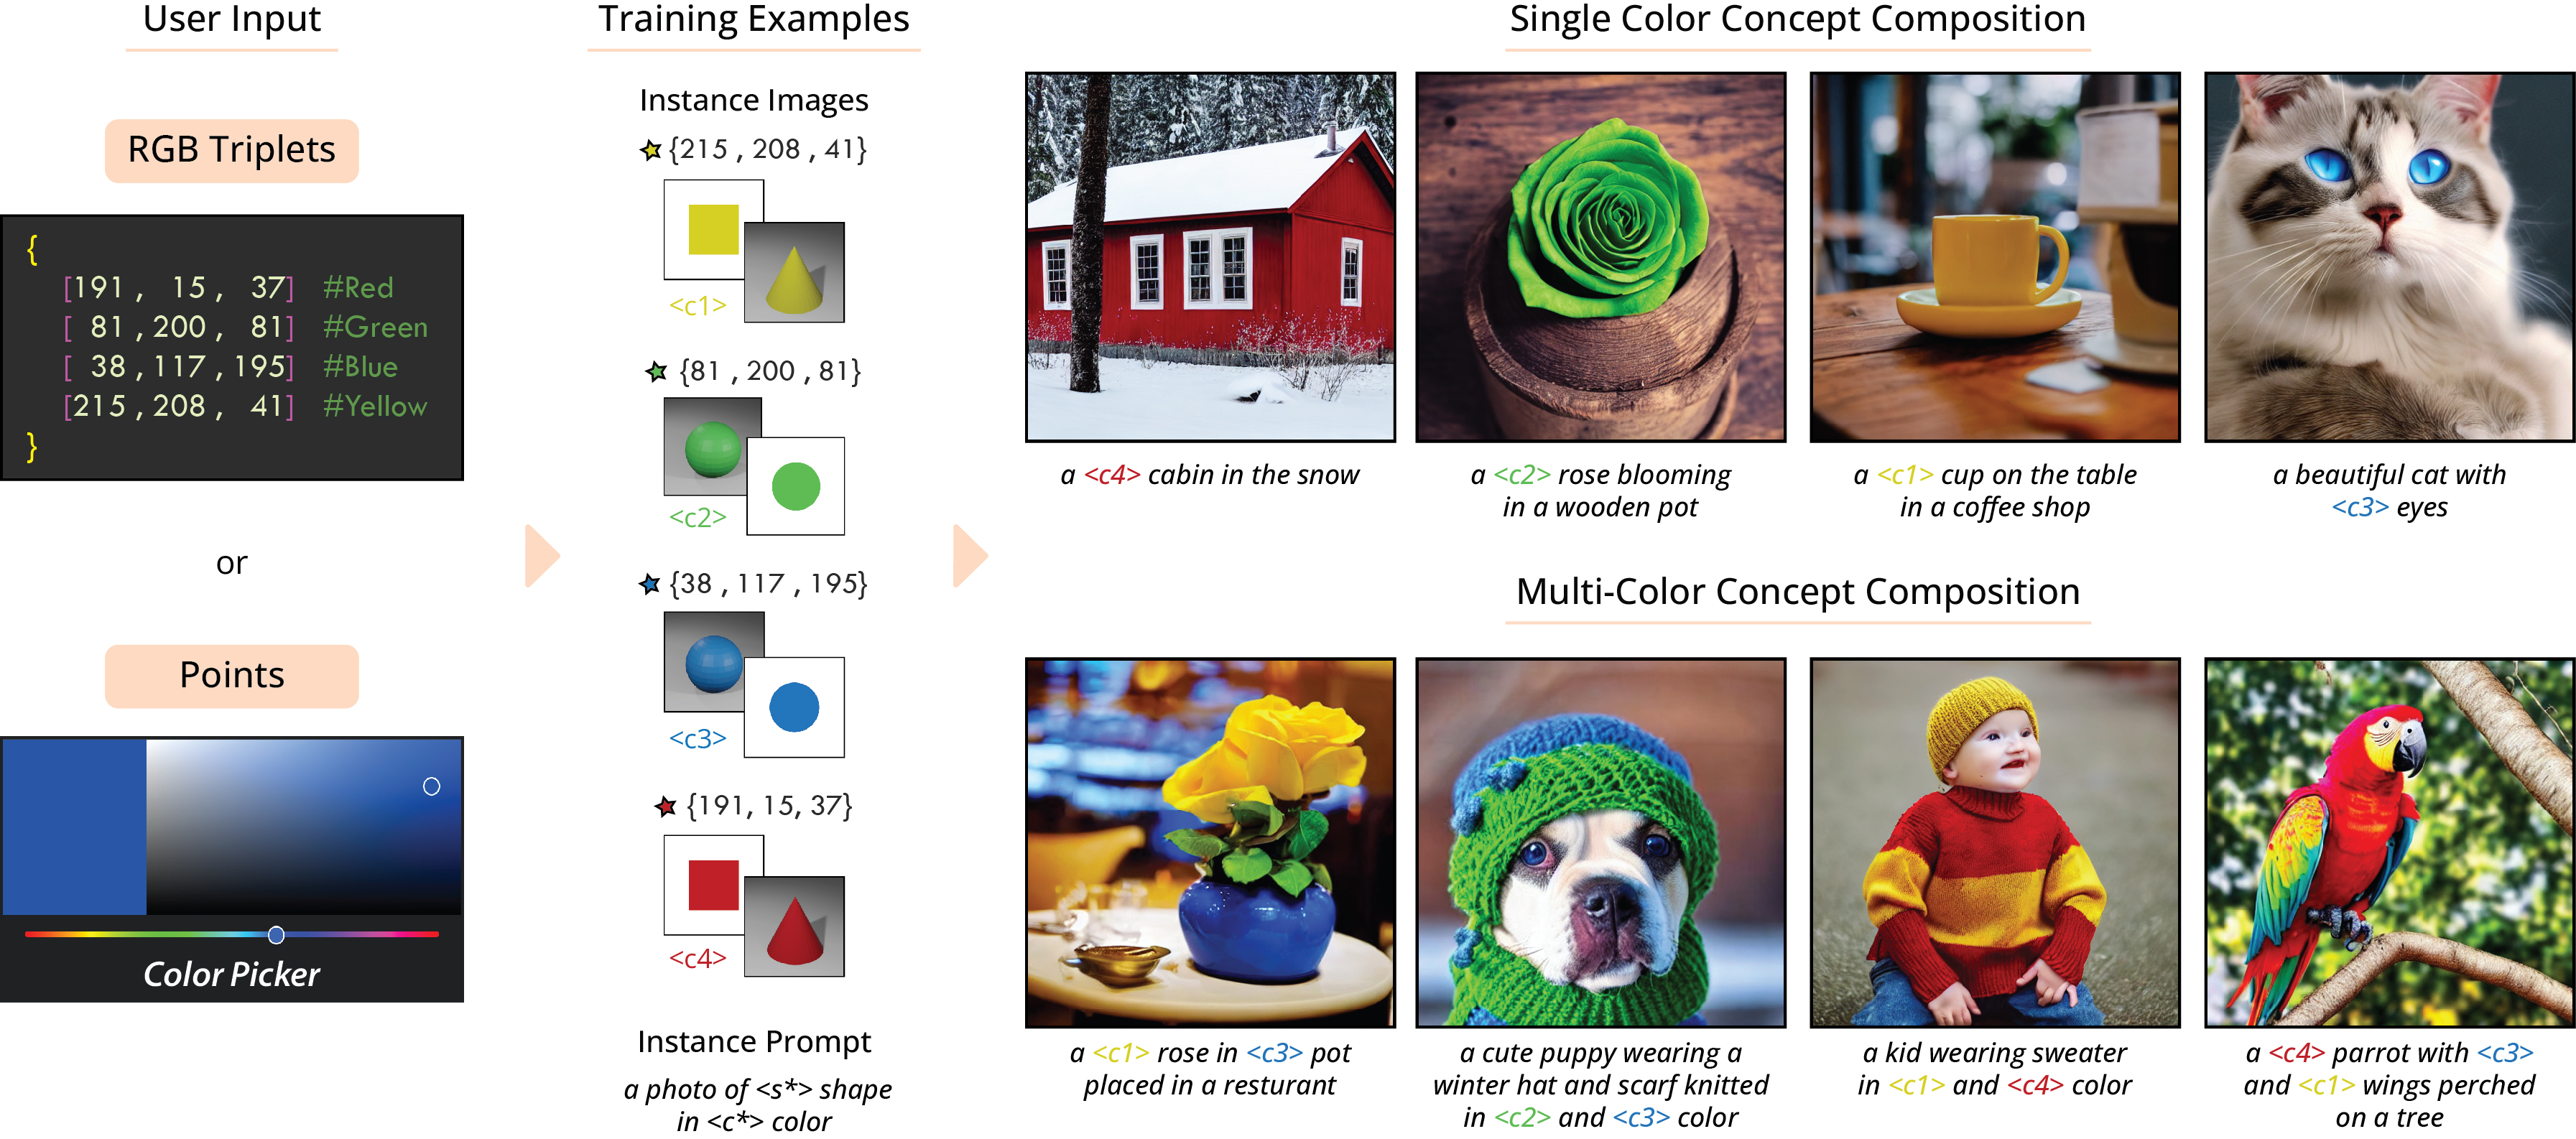 User Input
RGB Triplets
{
[191 , 15 , 37] #Red
[ 81 , 200 , 81] #Green
[ 38 , 117 , 195] #Blue
[215 , 208 , 41] #Yellow
}
or
Points
Color Picker
Training Examples
Instance Images
{215 , 208 , 41}
<c1>
{81 , 200 , 81}
<c2>
{38 , 117 , 195}
<c3>
{191, 15, 37}
<c4>
Instance Prompt
a photo of <s*> shape
in <c*> color
Single Color Concept Composition
a <c4> cabin in the snow
a <c2> rose blooming
in a wooden pot
a <c1> cup on the table
in a coffee shop
a beautiful cat with
<c3> eyes
Multi-Color Concept Composition
a <c1> rose in <c3> pot
placed in a resturant
a cute puppy wearing a
winter hat and scarf knitted
in <c2> and <c3> color
a kid wearing sweater
in <c1> and <c4> color
a <c4> parrot with <c3>
and <c1> wings perched
on a tree